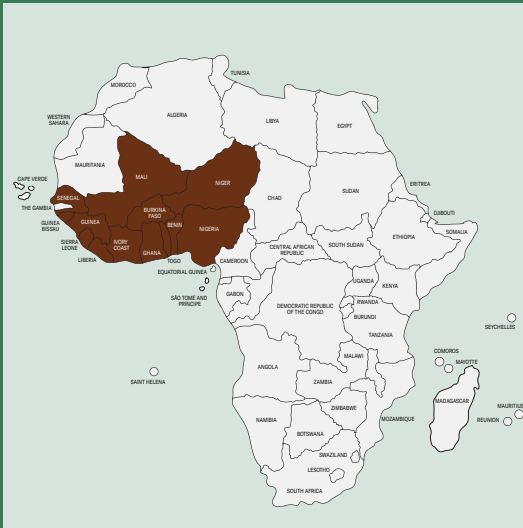 TUNISIA
MOROCCO
ALGERIA
LIBYA
EGYPT
WESTERN
SAHARA
MAURITANIA
MALI
NIGER
CHAD
SUDAN
ERITREA
CAPE VERDE
SENEGAL
THE GAMBIA
GUINEA
BISSAU
GUINEA
BURKINA
FASO
BENIN
NIGERIA
DJIBOUTI
SOMALIA
ETHIOPIA
SIERRA
LEONE
LIBERIA
IVORY
COAST
GHANA
TOGO
CAMEROON
CENTRAL AFRICAN
REPUBLIC
SOUTH SUDAN
EQUATORIAL GUINEA
SÃO TOMÉ AND
PRINCIPE
GABON
UGANDA
KENYA
DEMOCRATIC REPUBLIC
OF THE CONGO
RWANDA
BURUNDI
TANZANIA
SEYCHELLES
COMOROS
MAYOTTE
MALAWI
ANGOLA
ZAMBIA
SAINT HELENA
MADAGASCAR
MAURITIUS
REUNION
ZIMBABWE
MOZAMBIQUE
NAMIBIA
BOTSWANA
SWAZILAND
LESOTHO
SOUTH AFRICA